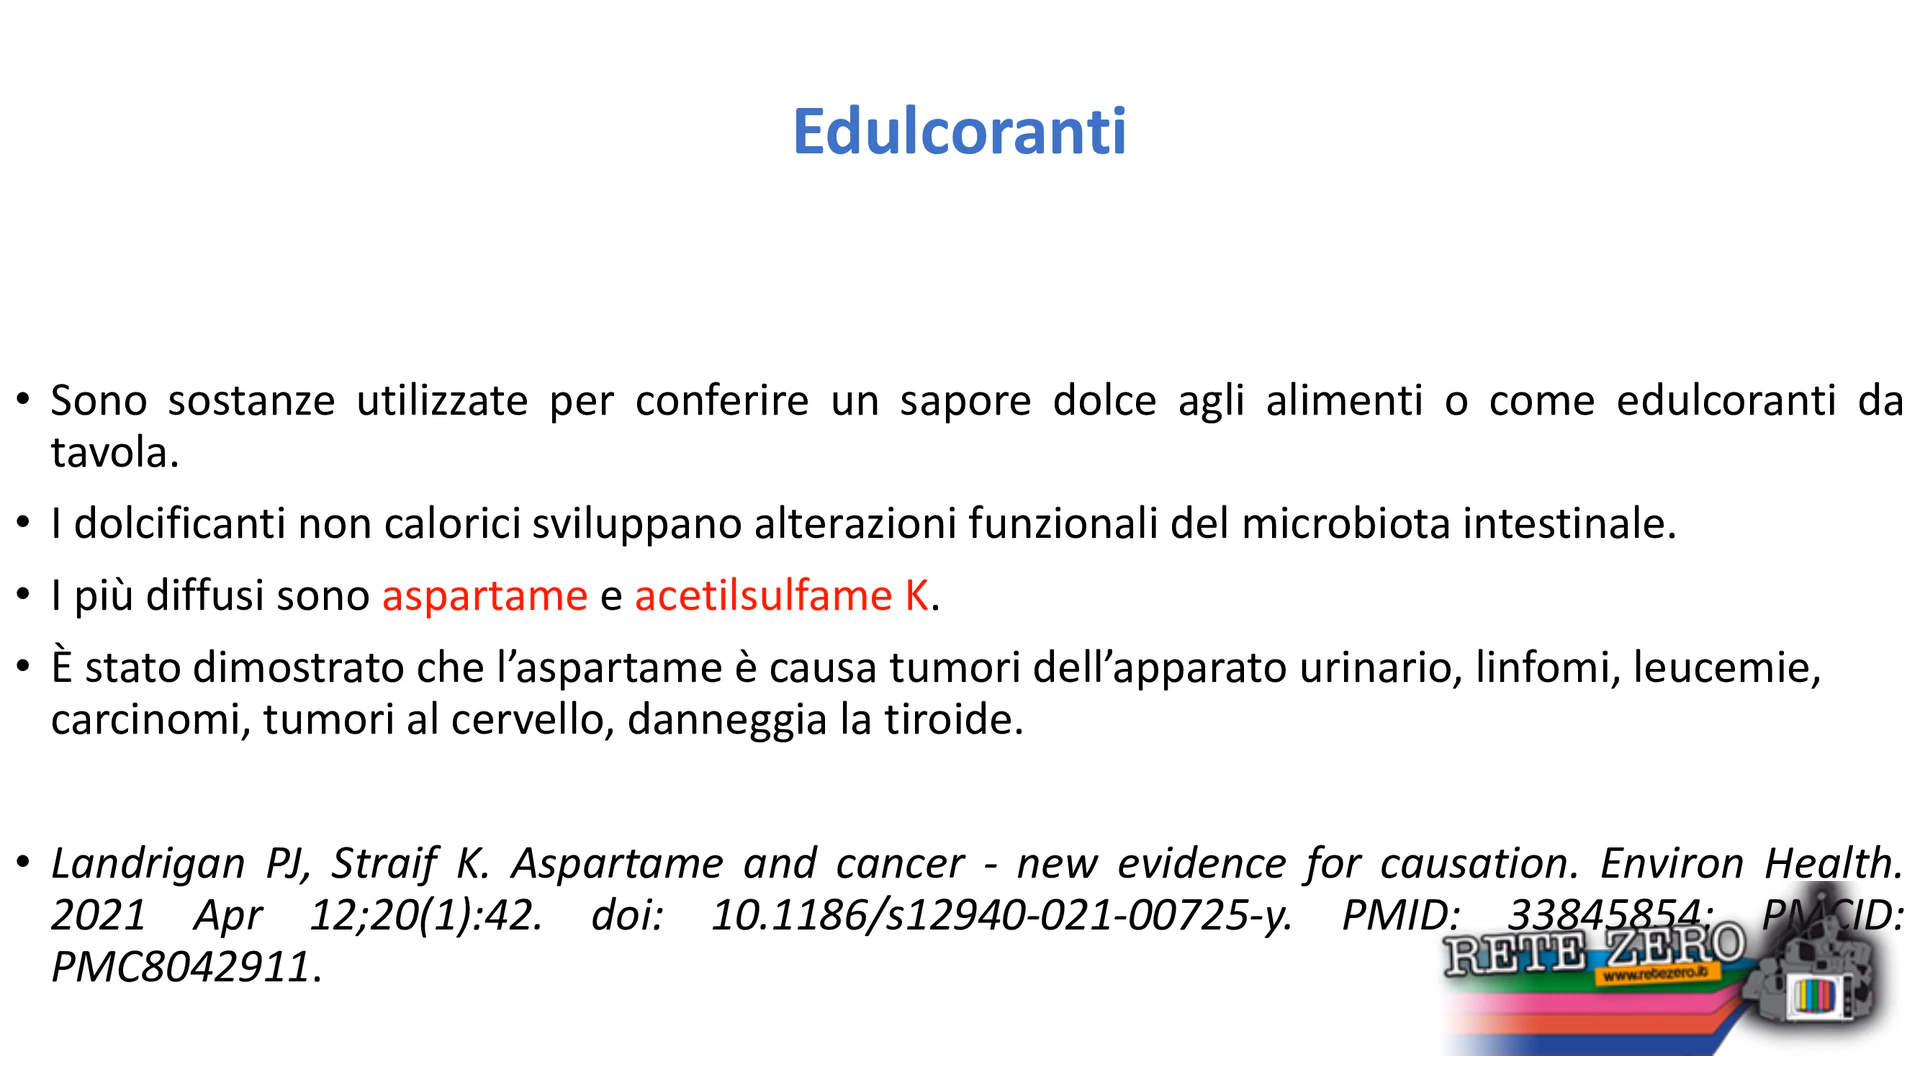 Edulcoranti
• Sono sostanze utilizzate per conferire un sapore dolce agli alimenti o come edulcoranti da
tavola.
• I dolcificanti non calorici sviluppano alterazioni funzionali del microbiota intestinale.
• I più diffusi sono aspartame e acetilsulfame K.
• È stato dimostrato che l’aspartame è causa tumori dell’apparato urinario, linfomi, leucemie,
carcinomi, tumori al cervello, danneggia la tiroide.
• Landrigan PJ, Straif K. Aspartame and cancer - new evidence for causation. Environ Health.
2021 Apr 12;20(1):42. doi: 10.1186/s12940-021-00725-y. PMID: 33845854; PMCID:
PMC8042911.
RETE ZERO
www.retezero.it